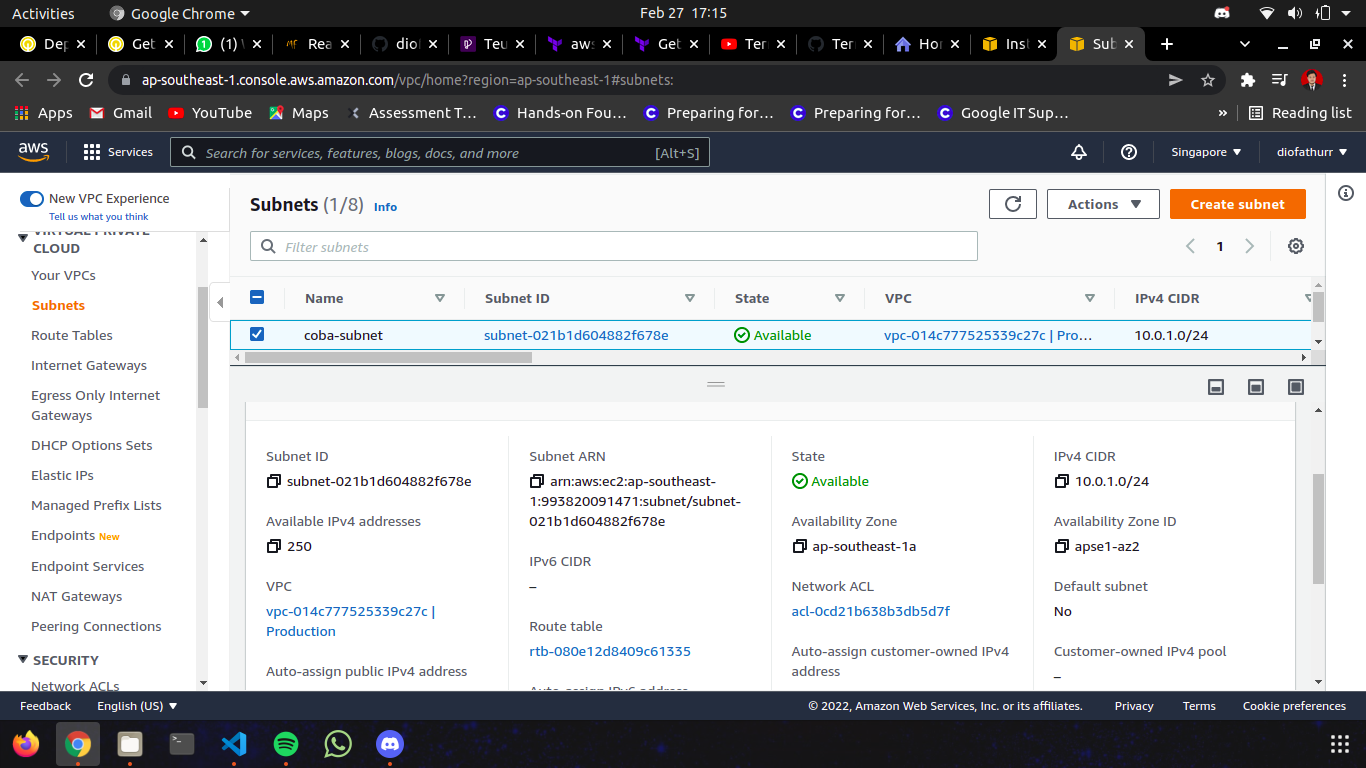 Activities
Google Chrome
Feb 27 17:15
Dep
Get
(1) W
Rea
diol
Teu
aws
Get
Terr
Terr
Hor
Inst
Sub
ap-southeast-1.console.aws.amazon.com/vpc/home?region=ap-southeast-1#subnets:
Apps
Gmail
YouTube
Maps
Assessment T...
Hands-on Fou...
Preparing for...
Preparing for...
Google IT Sup...
»
Reading list
aws
Services
Search for services, features, blogs, docs, and more
[Alt+S]
Singapore
diofathurr
New VPC Experience
Tell us what you think
VIRTUAL PRIVATE
CLOUD
Your VPCs
Subnets
Route Tables
Internet Gateways
Egress Only Internet
Gateways
DHCP Option Sets
Elastic IPs
Managed Prefix Lists
Endpoints New
Endpoint Services
NAT Gateways
Peering Connections
SECURITY
Network ACLs
Subnets (1/8) Info
Actions
Create subnet
Filter subnets
1
Name
Subnet ID
State
VPC
IPv4 CIDR
coba-subnet
subnet-021b1d604882f678e
Available
vpc-014c777525339c27c | Pro...
10.0.1.0/24
Subnet ID
subnet-021b1d604882f678e
Available IPv4 addresses
250
VPC
vpc-014c777525339c27c |
Production
Auto-assign public IPv4 address
Subnet ARN
arn:aws:ec2:ap-southeast-
1:993820091471:subnet/subnet-
021b1d604882f678e
IPv6 CIDR
–
Route table
rtb-080e12d8409c61335
Auto-assign IPv6 address
State
Available
Availability Zone
ap-southeast-1a
Network ACL
acl-0cd21b638b3db5d7f
Auto-assign customer-owned IPv4
address
IPv4 CIDR
10.0.1.0/24
Availability Zone ID
apse1-az2
Default subnet
No
Customer-owned IPv4 pool
–
Feedback
English (US)
© 2022, Amazon Web Services, Inc. or its affiliates.
Privacy
Terms
Cookie preferences